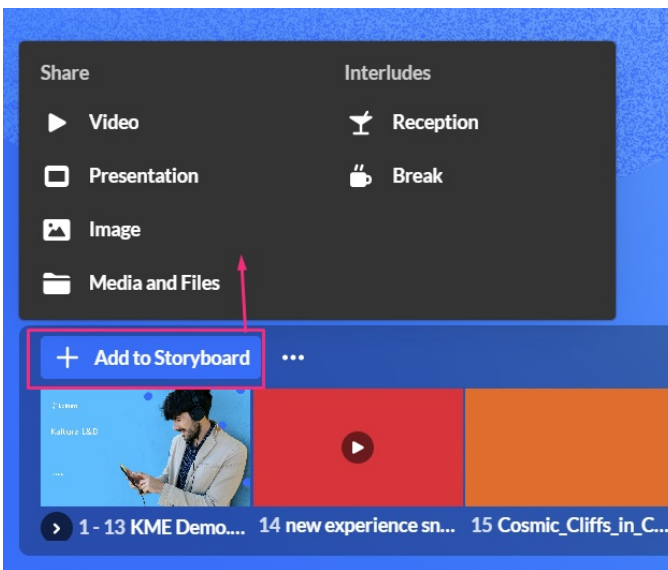 Share
Video
Presentation
Image
Media and Files
Interludes
Reception
Break
Add to Storyboard
Kaltura L&D
1 - 13 KME Demo....
14 new experience sn...
15 Cosmic_Cliffs_in_C...